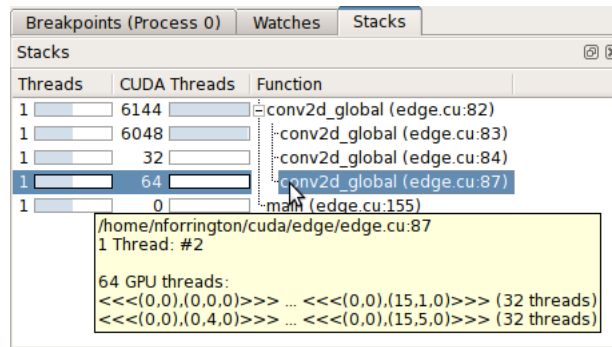 Breakpoints (Process 0) Watches Stacks
Stacks
Threads CUDA Threads Function
1 6144 conv2d_global (edge.cu:82)
1 6048 conv2d_global (edge.cu:83)
1 32 conv2d_global (edge.cu:84)
1 64 conv2d_global (edge.cu:87)
1 0 main (edge.cu:155)
/home/nforrington/cuda/edge/edge.cu:87
1 Thread: #2
64 GPU threads:
<<<(0,0),(0,0,0)>>> ... <<<(0,0),(15,1,0)>>> (32 threads)
<<<(0,0),(0,4,0)>>> ... <<<(0,0),(15,5,0)>>> (32 threads)